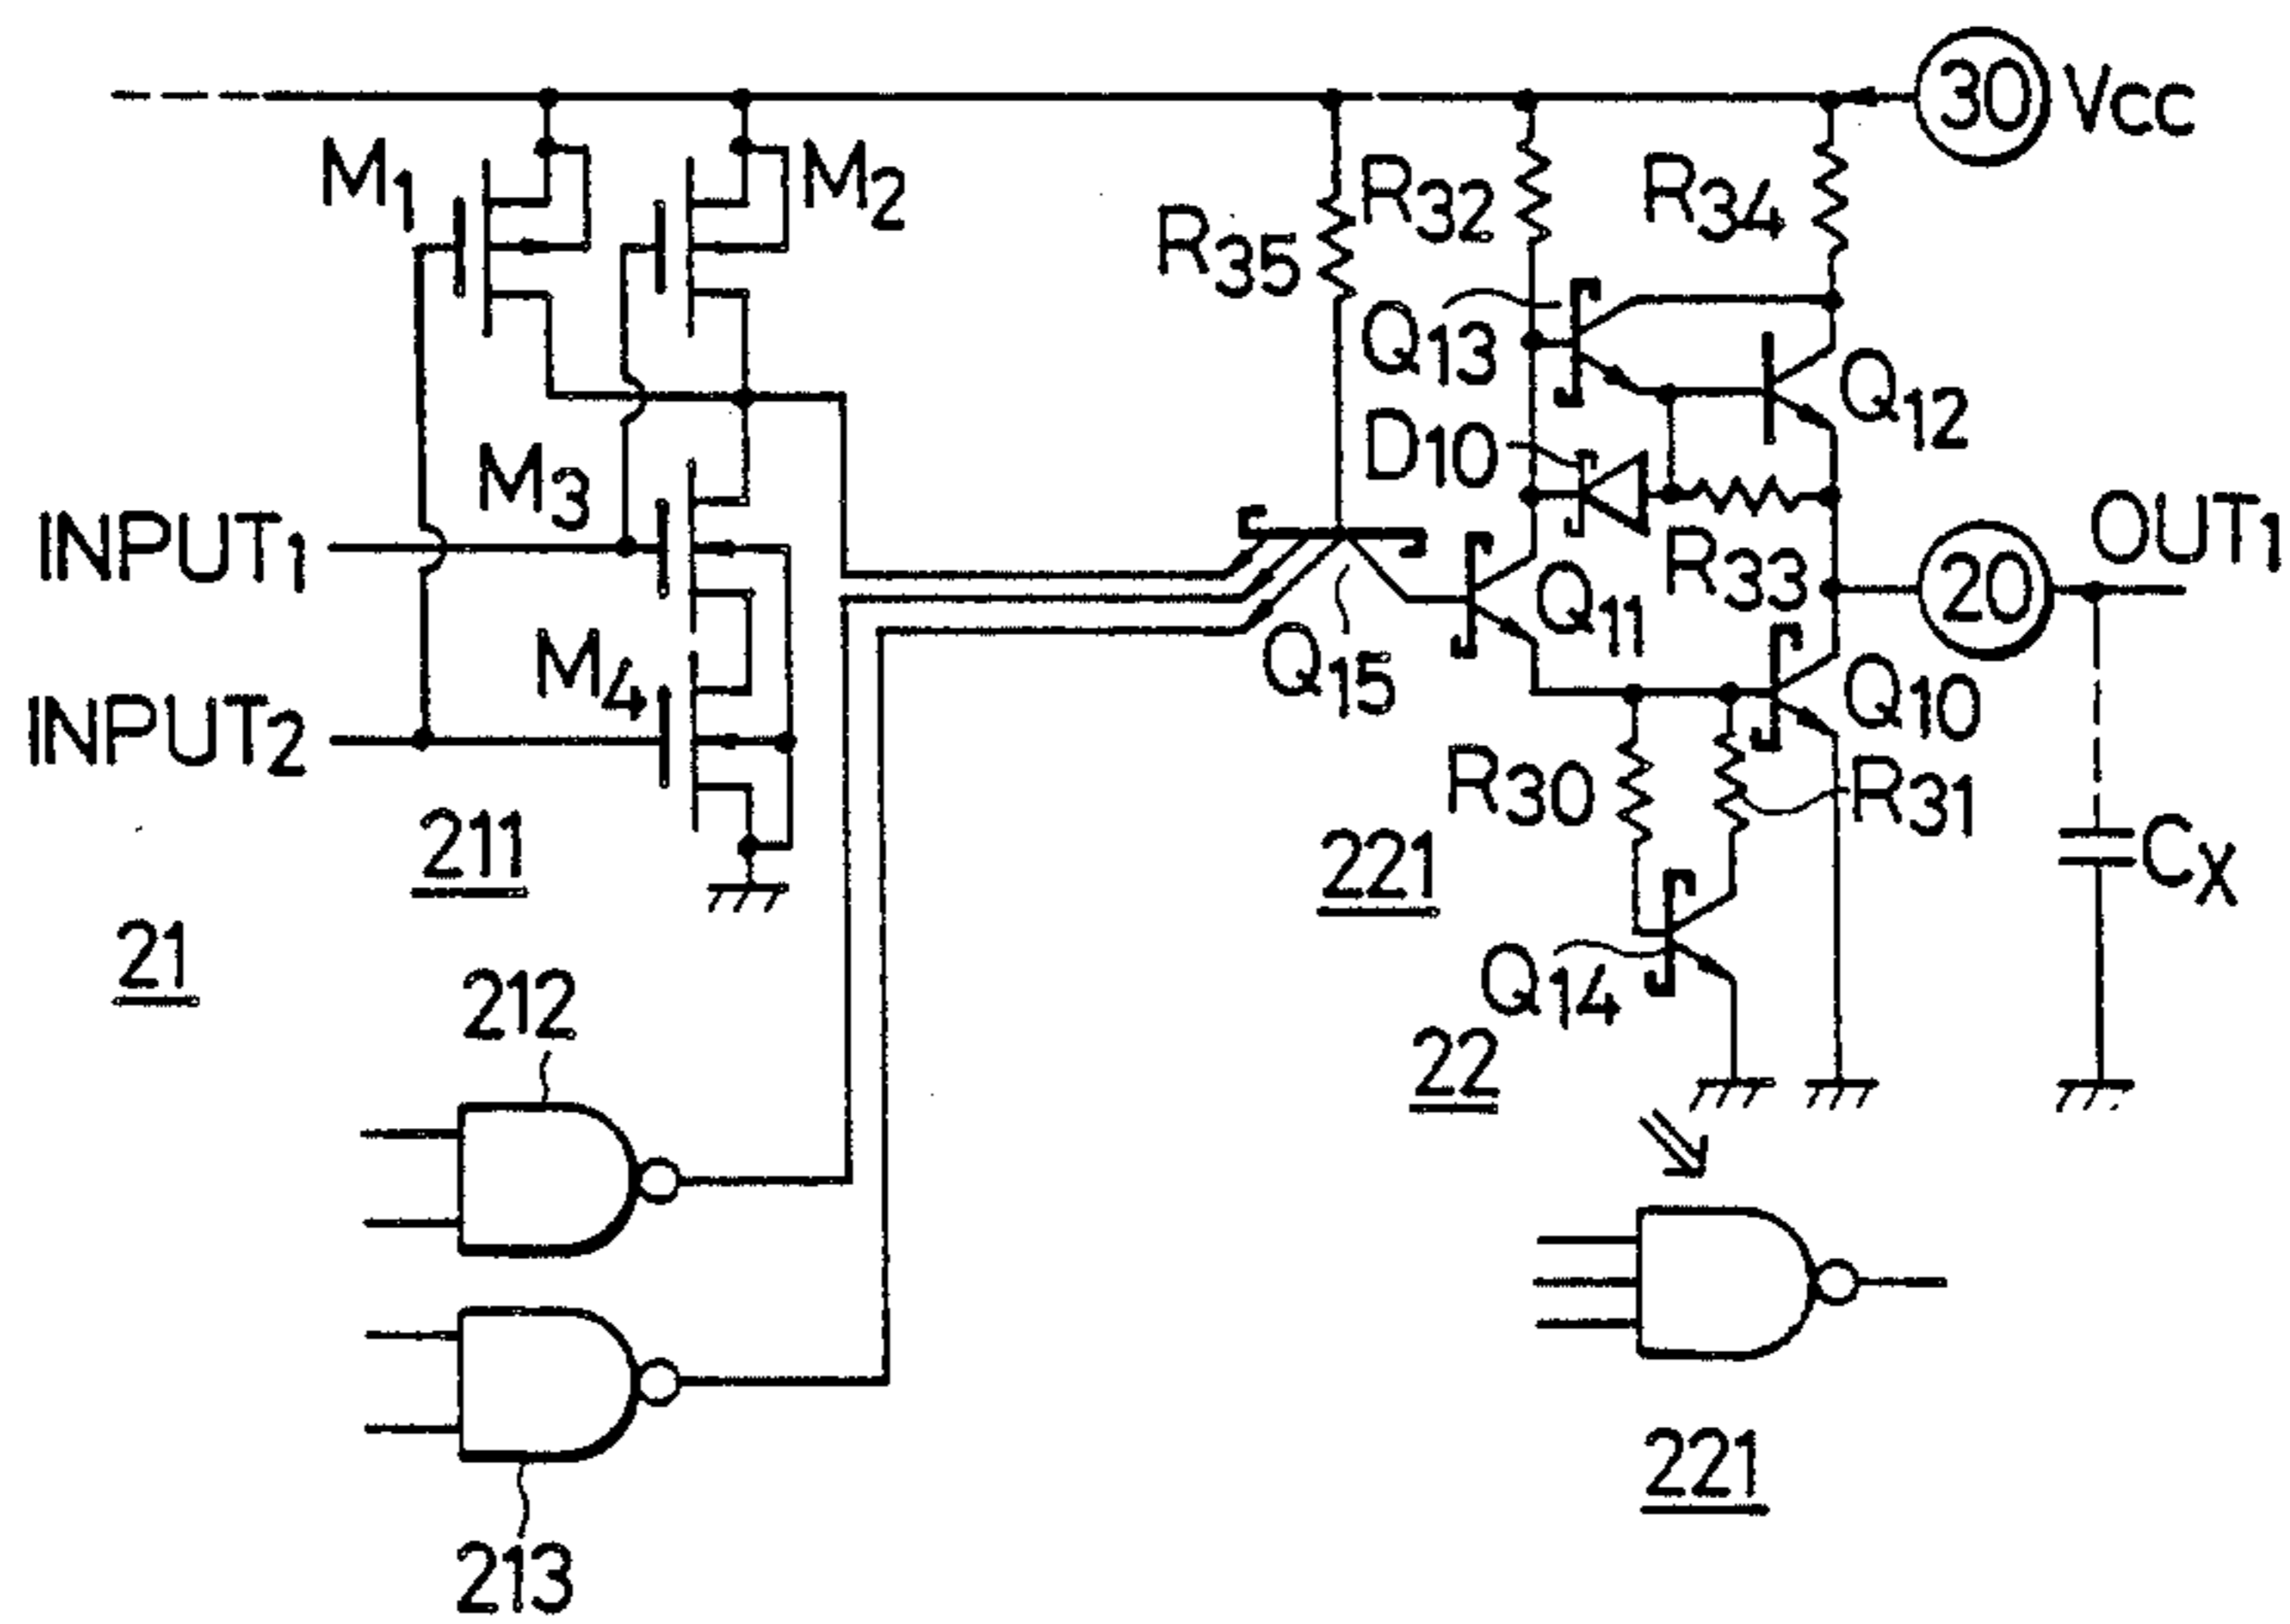 30 VCC
M1
M2
R35
R32
R34
Q13
Q12
D10
M3
INPUT1
R33
20
OUT1
Q11
Q15
M4
INPUT2
Q10
R30
R31
211
221
CX
21
Q14
212
22
221
213